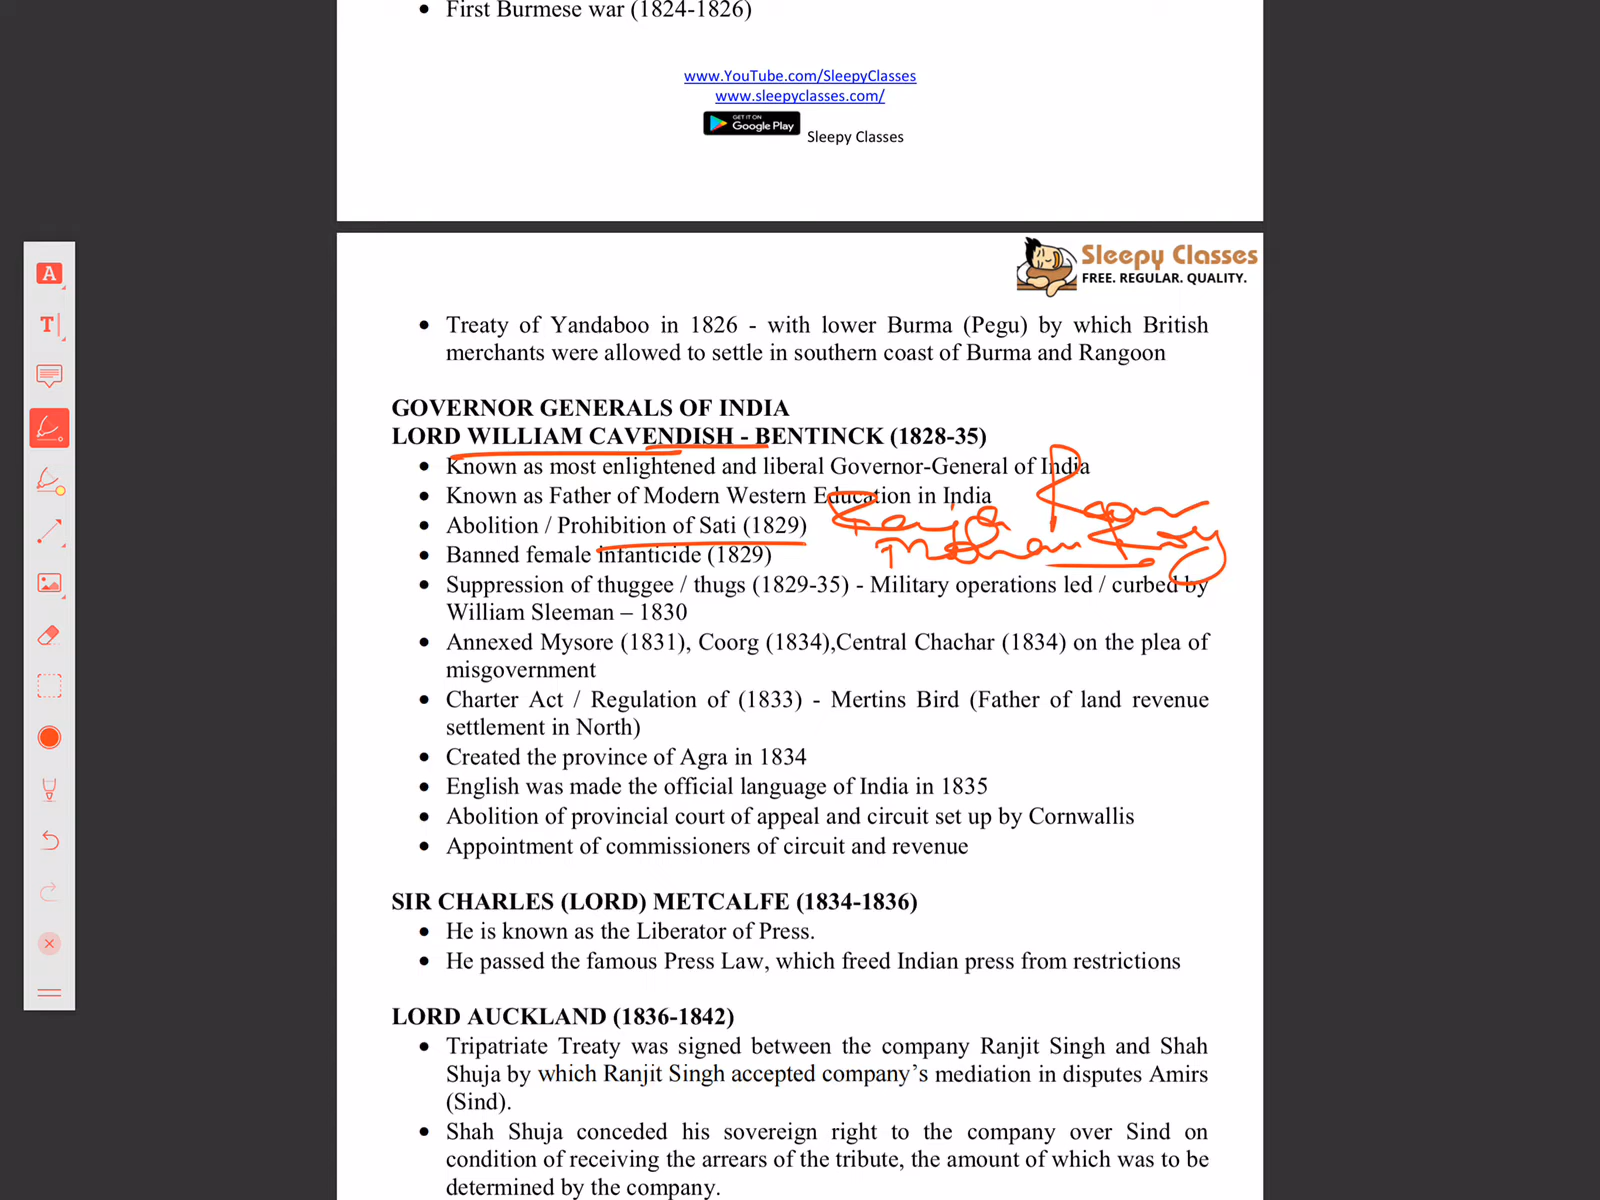 • First Burmese war (1824-1826)
www.YouTube.com/SleepyClasses
www.sleepyclasses.com/
GET IT ON
Google Play
Sleepy Classes
Sleepy Classes
FREE. REGULAR. QUALITY.
• Treaty of Yandaboo in 1826 - with lower Burma (Pegu) by which British
merchants were allowed to settle in southern coast of Burma and Rangoon
GOVERNOR GENERALS OF INDIA
LORD WILLIAM CAVENDISH - BENTINCK (1828-35)
• Known as most enlightened and liberal Governor-General of India
• Known as Father of Modern Western Education in India
• Abolition / Prohibition of Sati (1829)
Raja Ram
Mohan Roy
• Banned female infanticide (1829)
• Suppression of thuggee / thugs (1829-35) - Military operations led / curbed by
William Sleeman – 1830
• Annexed Mysore (1831), Coorg (1834),Central Chachar (1834) on the plea of
misgovernment
• Charter Act / Regulation of (1833) - Mertins Bird (Father of land revenue
settlement in North)
• Created the province of Agra in 1834
• English was made the official language of India in 1835
• Abolition of provincial court of appeal and circuit set up by Cornwallis
• Appointment of commissioners of circuit and revenue
SIR CHARLES (LORD) METCALFE (1834-1836)
• He is known as the Liberator of Press.
• He passed the famous Press Law, which freed Indian press from restrictions
LORD AUCKLAND (1836-1842)
• Tripatriate Treaty was signed between the company Ranjit Singh and Shah
Shuja by which Ranjit Singh accepted company's mediation in disputes Amirs
(Sind).
• Shah Shuja conceded his sovereign right to the company over Sind on
condition of receiving the arrears of the tribute, the amount of which was to be
determined by the company.